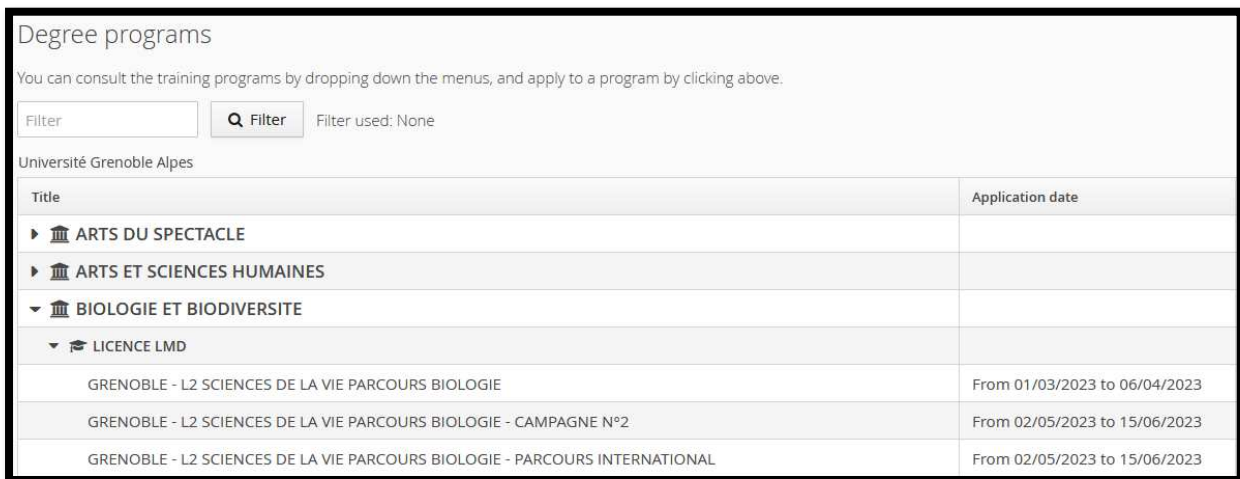 Degree programs
You can consult the training programs by dropping down the menus, and apply to a program by clicking above.
Filter Filter Filter used: None
Université Grenoble Alpes
Title Application date
ARTS DU SPECTACLE
ARTS ET SCIENCES HUMAINES
BIOLOGIE ET BIODIVERSITE
LICENCE LMD
GRENOBLE - L2 SCIENCES DE LA VIE PARCOURS BIOLOGIE From 01/03/2023 to 06/04/2023
GRENOBLE - L2 SCIENCES DE LA VIE PARCOURS BIOLOGIE - CAMPAGNE N°2 From 02/05/2023 to 15/06/2023
GRENOBLE - L2 SCIENCES DE LA VIE PARCOURS BIOLOGIE - PARCOURS INTERNATIONAL From 02/05/2023 to 15/06/2023